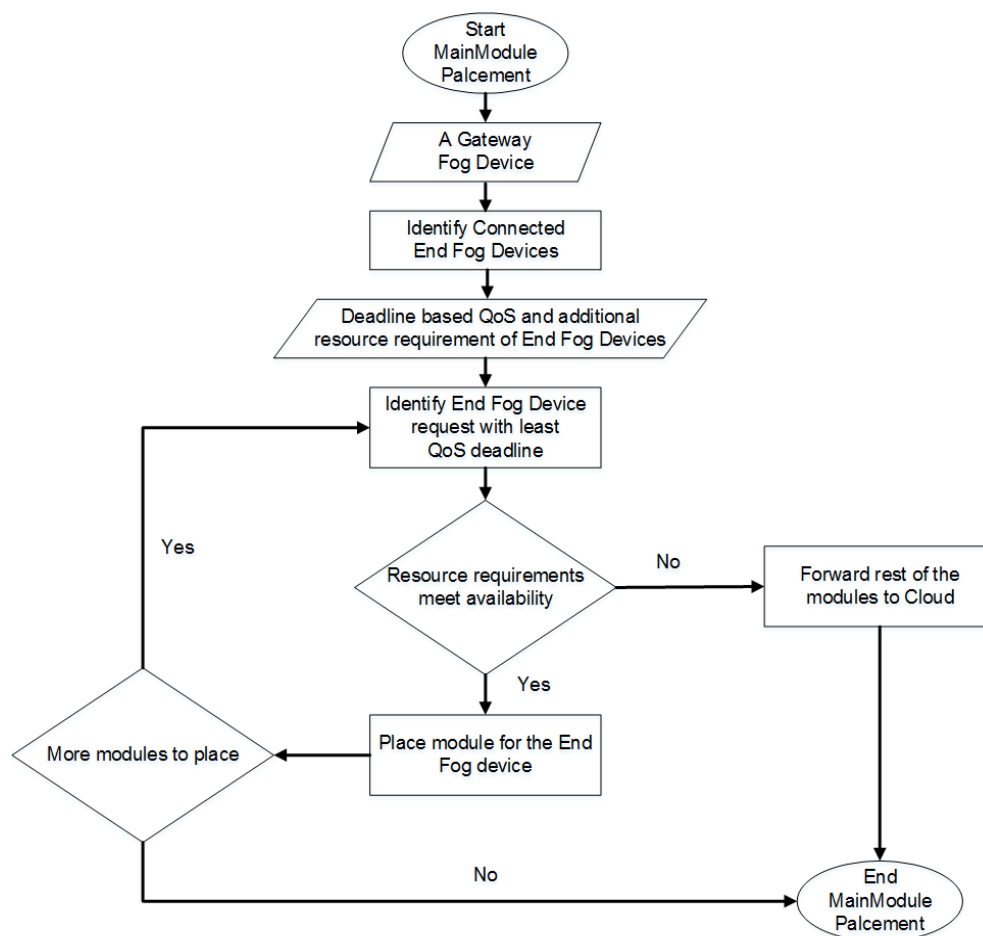 Start
MainModule
Palcement
A Gateway
Fog Device
Identify Connected
End Fog Devices
Deadline based QoS and additional
resource requirement of End Fog Devices
Identify End Fog Device
request with least
QoS deadline
Yes
Resource requirements
meet availability
No
Forward rest of the
modules to Cloud
Yes
Place module for the End
Fog device
More modules to place
No
End
MainModule
Palcement